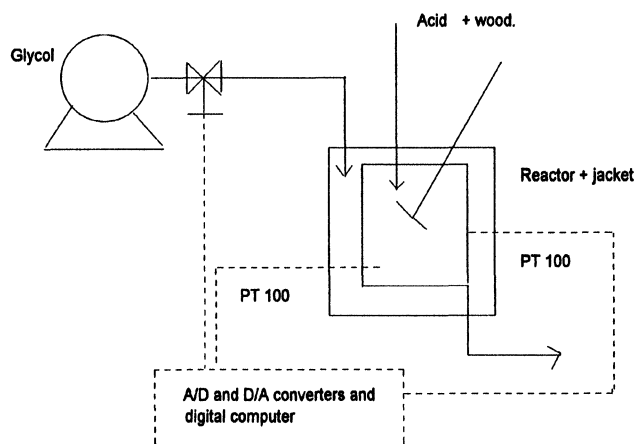 Acid + wood.
Glycol
Reactor + jacket
PT 100
PT 100
A/D and D/A converters and
digital computer